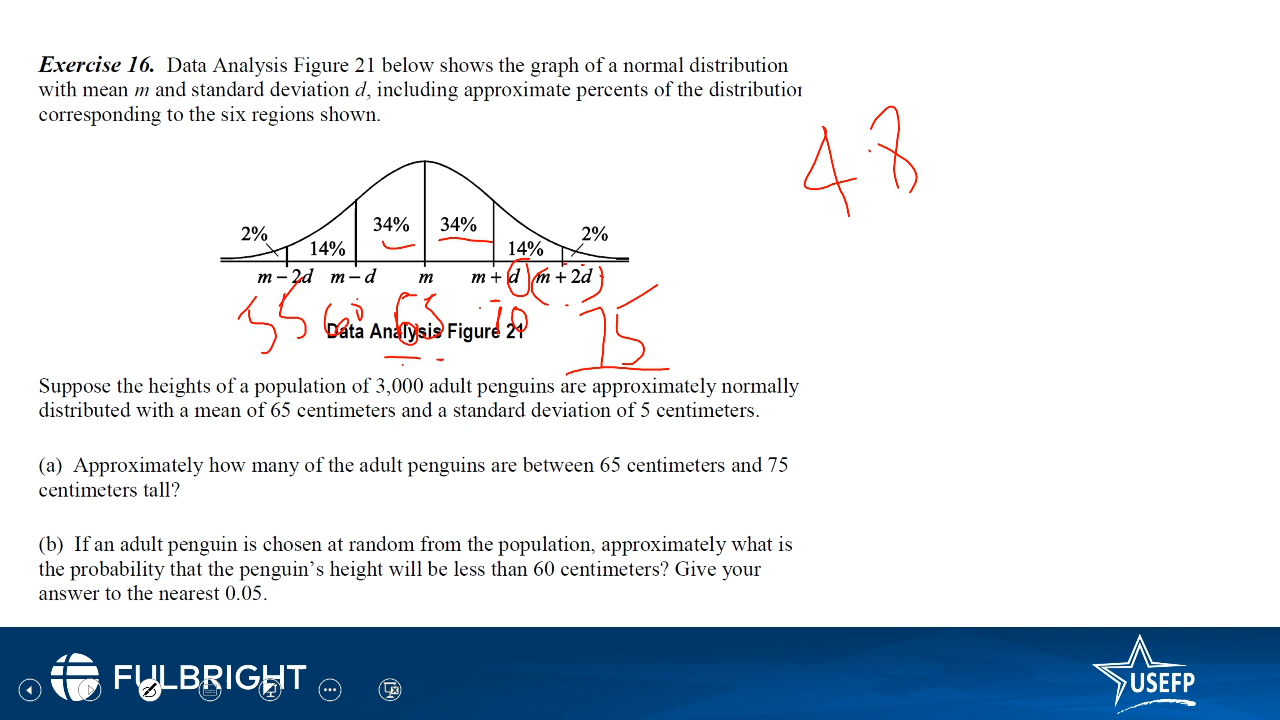 Exercise 16. Data Analysis Figure 21 below shows the graph of a normal distribution
with mean m and standard deviation d, including approximate percents of the distribution
corresponding to the six regions shown.
48
2% 14% 34% 34% 14% 2%
m – 2d m – d m m + d m + 2d
55 60 65 70 75
Data Analysis Figure 21
Suppose the heights of a population of 3,000 adult penguins are approximately normally
distributed with a mean of 65 centimeters and a standard deviation of 5 centimeters.
(a) Approximately how many of the adult penguins are between 65 centimeters and 75
centimeters tall?
(b) If an adult penguin is chosen at random from the population, approximately what is
the probability that the penguin's height will be less than 60 centimeters? Give your
answer to the nearest 0.05.
FULBRIGHT
USEFP